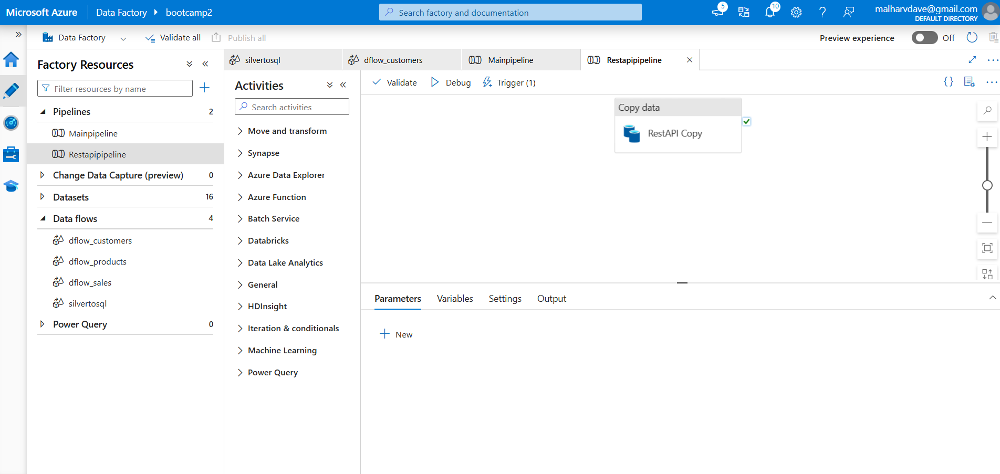 Microsoft Azure
Data Factory
bootcamp2
Search factory and documentation
5
10
malharvdave@gmail.com
DEFAULT DIRECTORY
Data Factory
Validate all
Publish all
Preview experience
Off
Factory Resources
Filter resources by name
Pipelines 2
Mainpipeline
Restapipipeline
Change Data Capture (preview) 0
Datasets 16
Data flows 4
dflow_customers
dflow_products
dflow_sales
silvertosql
Power Query 0
silvertosql
dflow_customers
Mainpipeline
Restapipipeline
Activities
Search activities
Move and transform
Synapse
Azure Data Explorer
Azure Function
Batch Service
Databricks
Data Lake Analytics
General
HDInsight
Iteration & conditionals
Machine Learning
Power Query
Validate
Debug
Trigger (1)
Copy data
RestAPI Copy
Parameters
Variables
Settings
Output
New